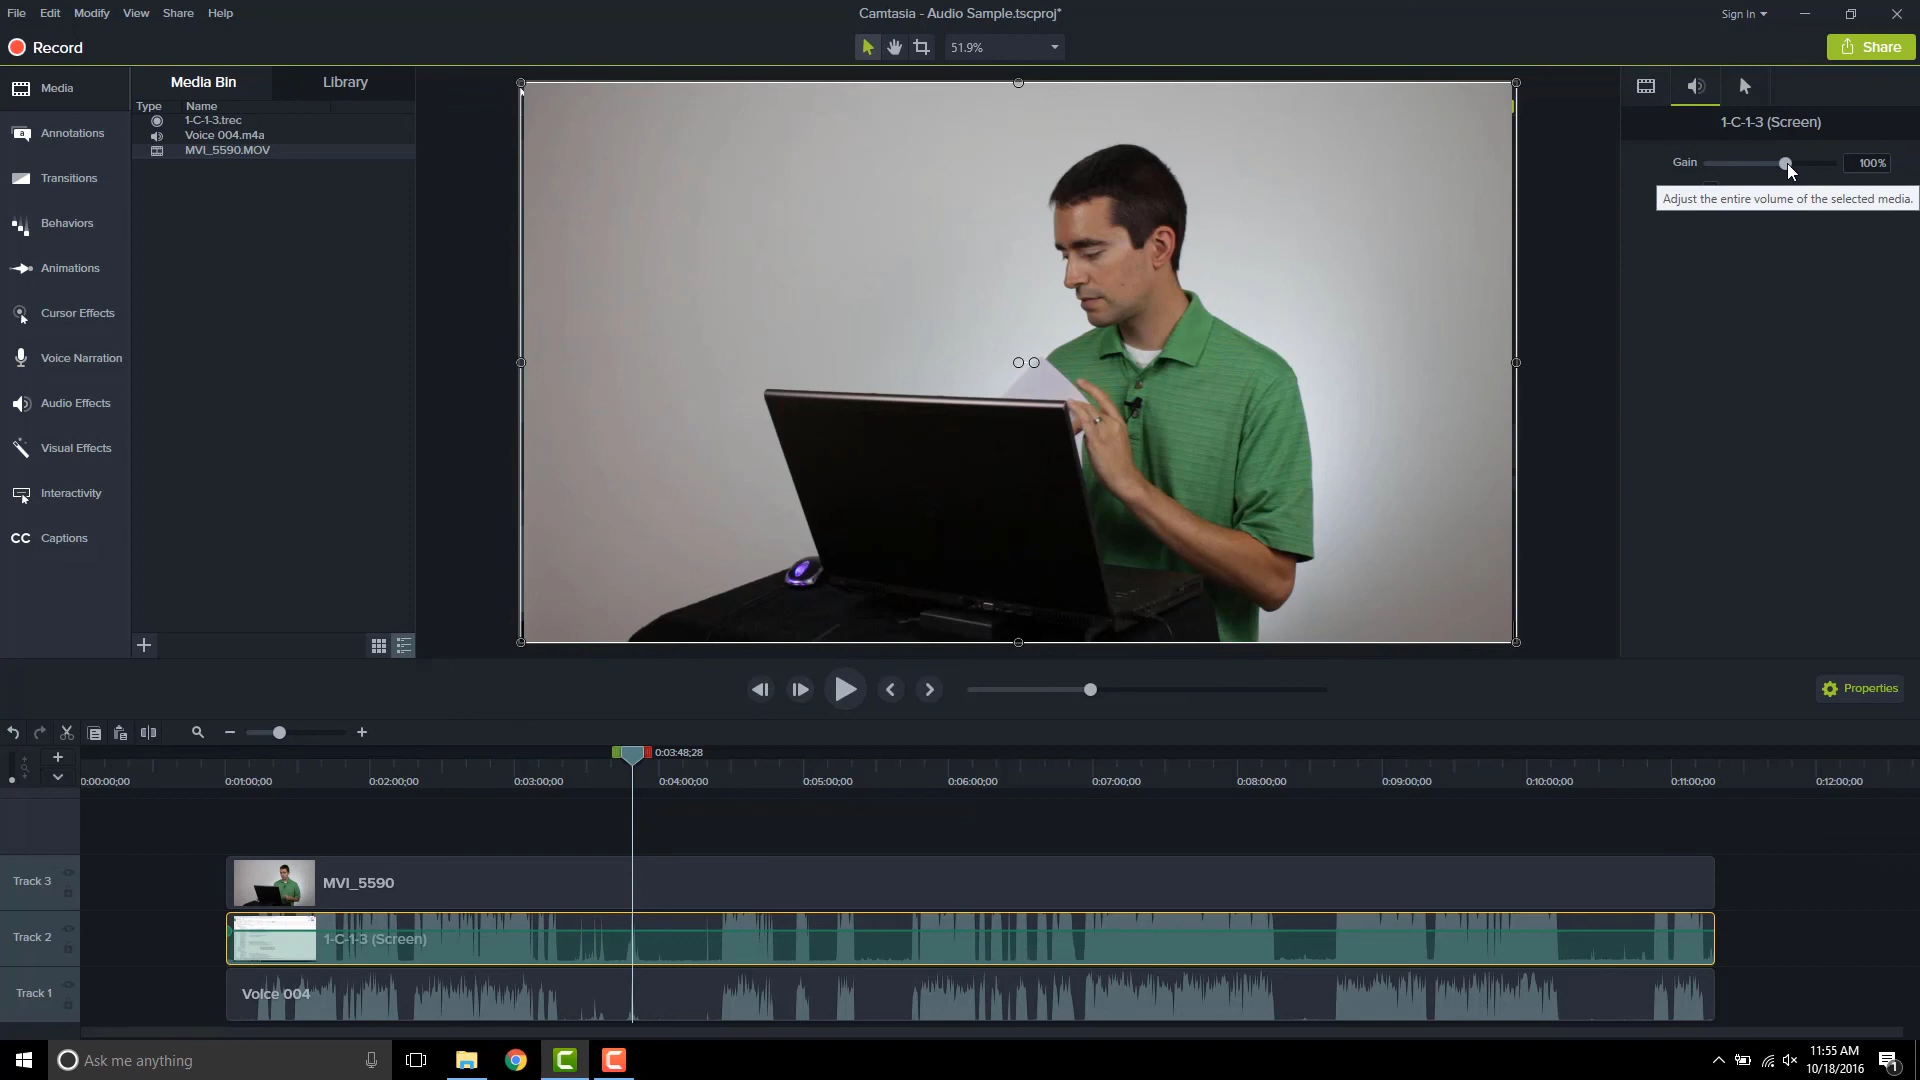 File Edit Modify View Share Help
Camtasia - Audio Sample.tscproj*
Sign In
Record
51.9%
Share
Media
Annotations
Transitions
Behaviors
Animations
Cursor Effects
Voice Narration
Audio Effects
Visual Effects
Interactivity
CC Captions
Media Bin Library
Type Name
1-C-1-3.trec
Voice 004.m4a
MVI_5590.MOV
1-C-1-3 (Screen)
Gain 100%
Adjust the entire volume of the selected media.
Properties
0:03:48;28
0:00:00;00 0:01:00;00 0:02:00;00 0:03:00;00 0:04:00;00 0:05:00;00 0:06:00;00 0:07:00;00 0:08:00;00 0:09:00;00 0:10:00;00 0:11:00;00 0:12:00;00
Track 3 MVI_5590
Track 2 1-C-1-3 (Screen)
Track 1 Voice 004
Ask me anything
11:55 AM
10/18/2016
1